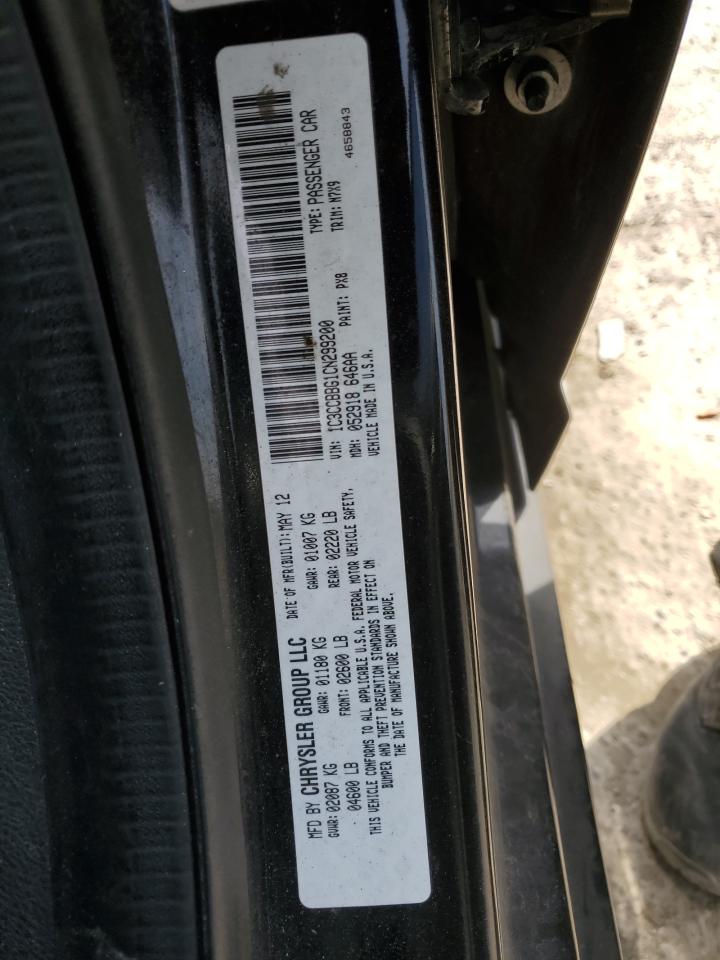 MFD BY CHRYSLER GROUP LLC DATE OF MFR(BUILT): MAY 12
GVWR: 02087 KG GAWR: 01180 KG GAWR: 01007 KG
04600 LB FRONT: 02600 LB REAR: 02220 LB
THIS VEHICLE CONFORMS TO ALL APPLICABLE U.S.A. FEDERAL MOTOR VEHICLE SAFETY,
BUMPER AND THEFT PREVENTION STANDARDS IN EFFECT ON
THE DATE OF MANUFACTURE SHOWN ABOVE.
VIN: 1C3CCBBG1CN299200 TYPE: PASSENGER CAR
MDH: 052918 646AA PAINT: PX8 TRIM: N7X9
VEHICLE MADE IN U.S.A. 4658843